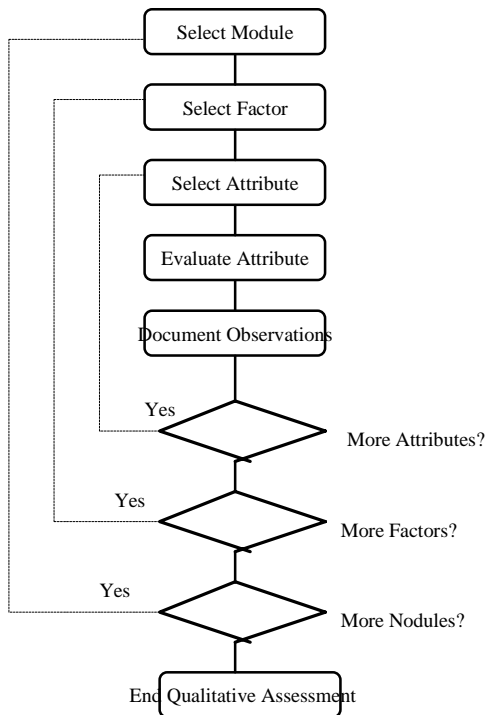 Select Module
Select Factor
Select Attribute
Evaluate Attribute
Document Observations
Yes
More Attributes?
Yes
More Factors?
Yes
More Nodules?
End Qualitative Assessment